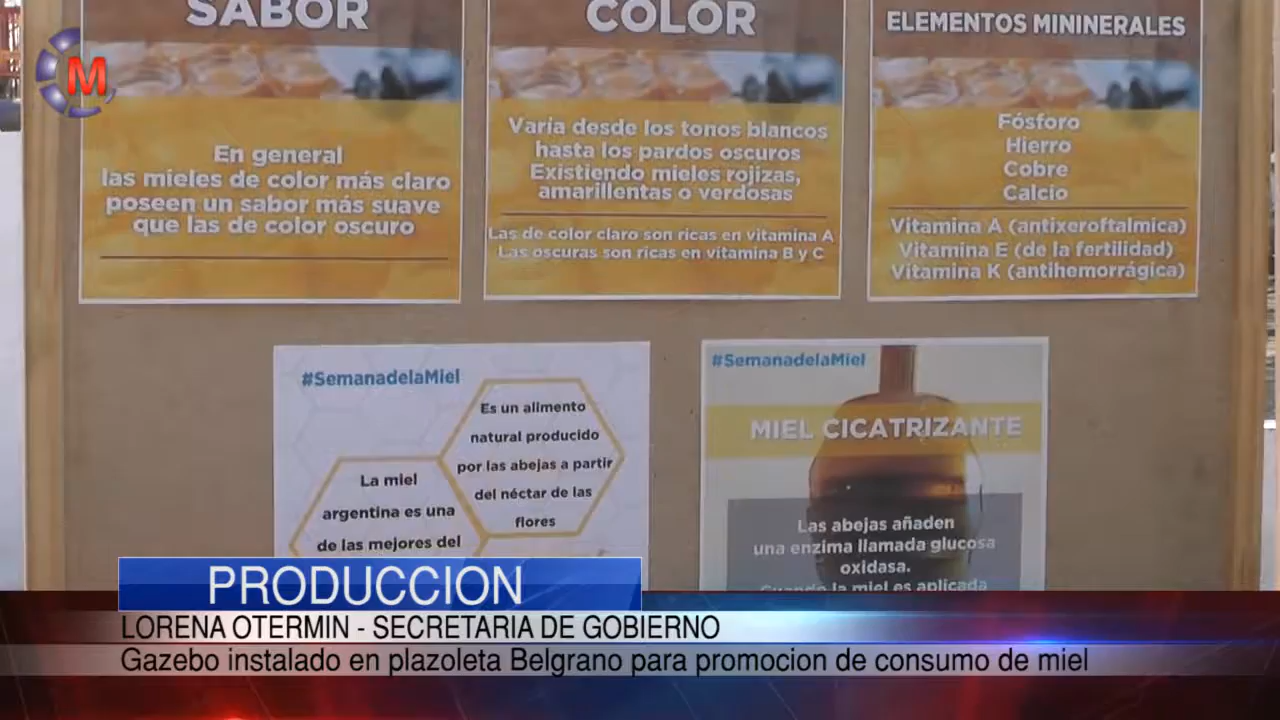 SABOR
En general
las mieles de color más claro
poseen un sabor más suave
que las de color oscuro
COLOR
Varía desde los tonos blancos
hasta los pardos oscuros
Existiendo mieles rojizas,
amarillentas o verdosas
Las de color claro son ricas en vitamina A
Las oscuras son ricas en vitamina B y C
ELEMENTOS MININERALES
Fósforo
Hierro
Cobre
Calcio
Vitamina A (antixeroftalmica)
Vitamina E (de la fertilidad)
Vitamina K (antihemorrágica)
#SemanadelaMiel
Es un alimento
natural producido
por las abejas a partir
del néctar de las
flores
La miel
argentina es una
de las mejores del
#SemanadelaMiel
MIEL CICATRIZANTE
Las abejas añaden
una enzima llamada glucosa
oxidasa.
Cuando la miel es aplicada
M
PRODUCCION
LORENA OTERMIN - SECRETARIA DE GOBIERNO
Gazebo instalado en plazoleta Belgrano para promocion de consumo de miel